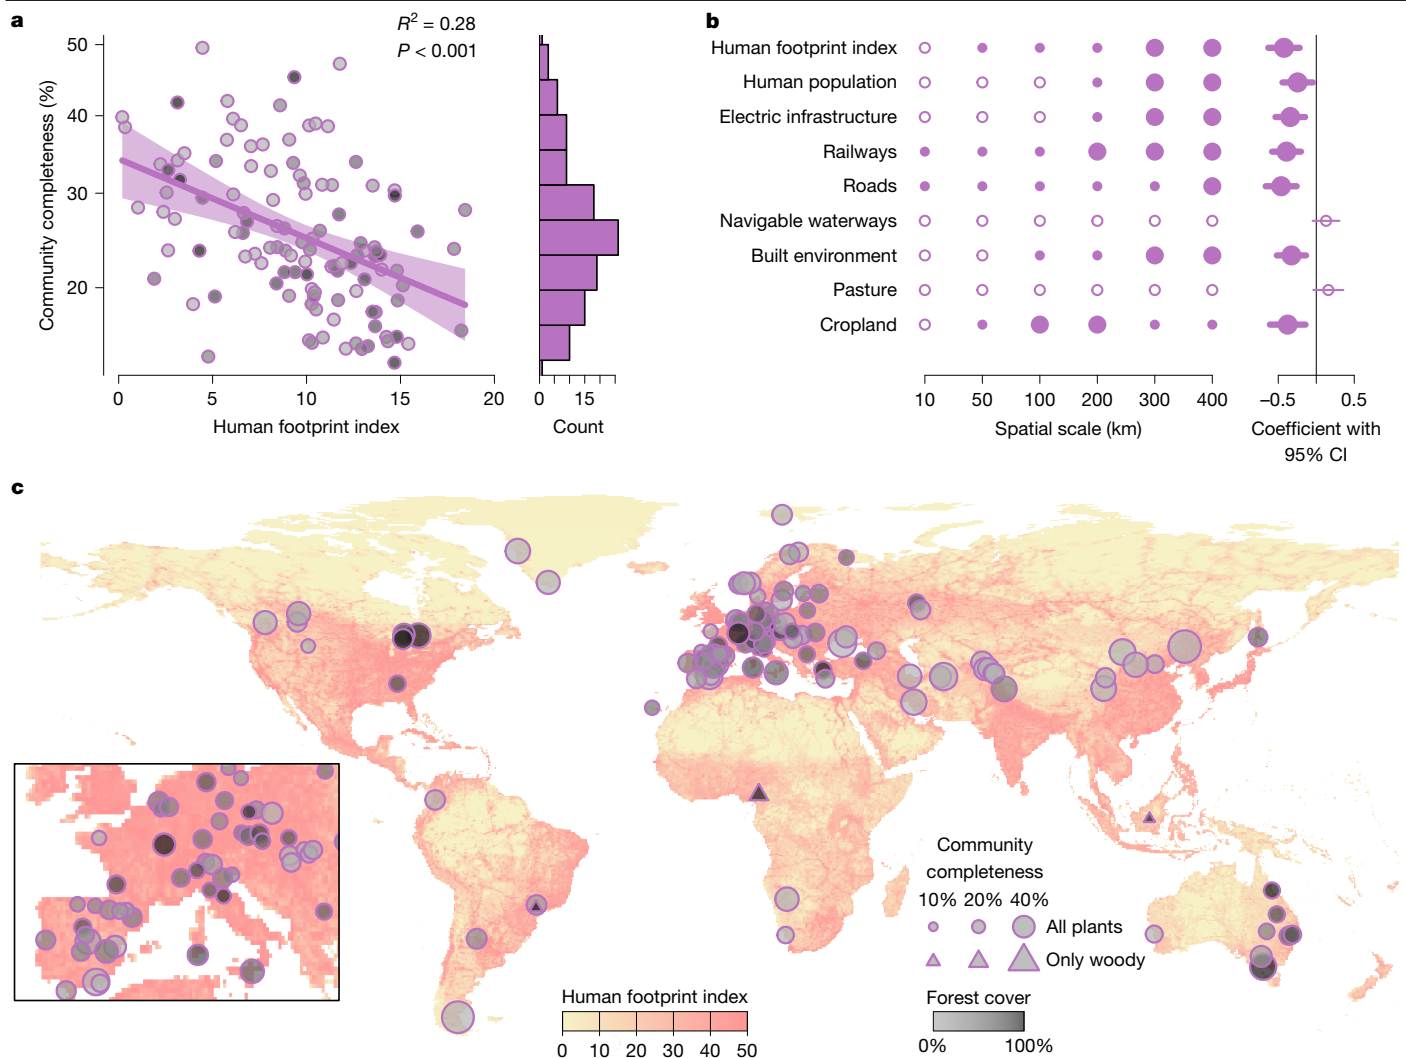 a
R² = 0.28
P < 0.001
Community completeness (%)
50
40
30
20
0 5 10 15 20
Human footprint index
0 15
Count
b
Human footprint index
Human population
Electric infrastructure
Railways
Roads
Navigable waterways
Built environment
Pasture
Cropland
10 50 100 200 300 400
Spatial scale (km)
−0.5 0.5
Coefficient with
95% CI
c
Community
completeness
10% 20% 40%
All plants
Only woody
Human footprint index
0 10 20 30 40 50
Forest cover
0% 100%